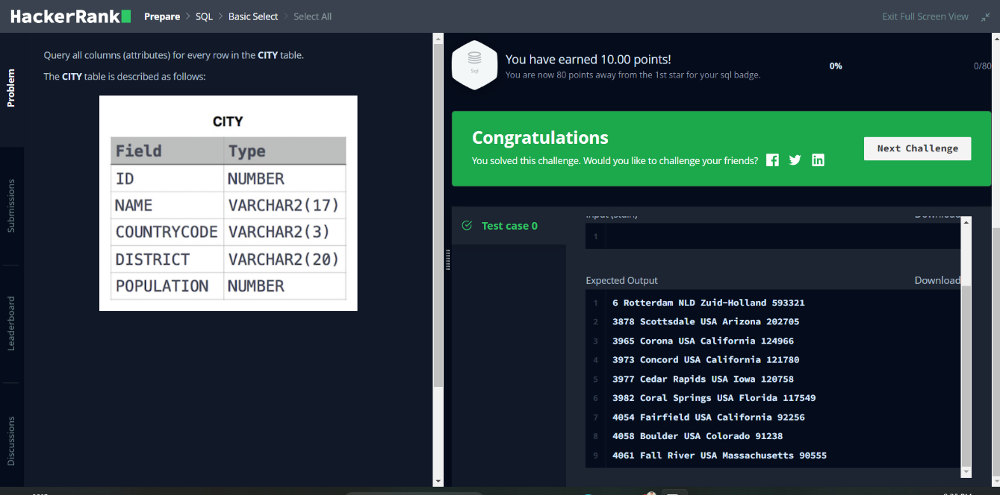 HackerRank Prepare > SQL > Basic Select > Select All Exit Full Screen View
Problem
Submissions
Leaderboard
Discussions
Query all columns (attributes) for every row in the CITY table.
The CITY table is described as follows:
CITY
Field Type
ID NUMBER
NAME VARCHAR2(17)
COUNTRYCODE VARCHAR2(3)
DISTRICT VARCHAR2(20)
POPULATION NUMBER
Sql
You have earned 10.00 points!
You are now 80 points away from the 1st star for your sql badge.
0% 0/80
Congratulations
You solved this challenge. Would you like to challenge your friends?
Next Challenge
Test case 0
Input (stdin) Download
1
Expected Output Download
1 6 Rotterdam NLD Zuid-Holland 593321
2 3878 Scottsdale USA Arizona 202705
3 3965 Corona USA California 124966
4 3973 Concord USA California 121780
5 3977 Cedar Rapids USA Iowa 120758
6 3982 Coral Springs USA Florida 117549
7 4054 Fairfield USA California 92256
8 4058 Boulder USA Colorado 91238
9 4061 Fall River USA Massachusetts 90555